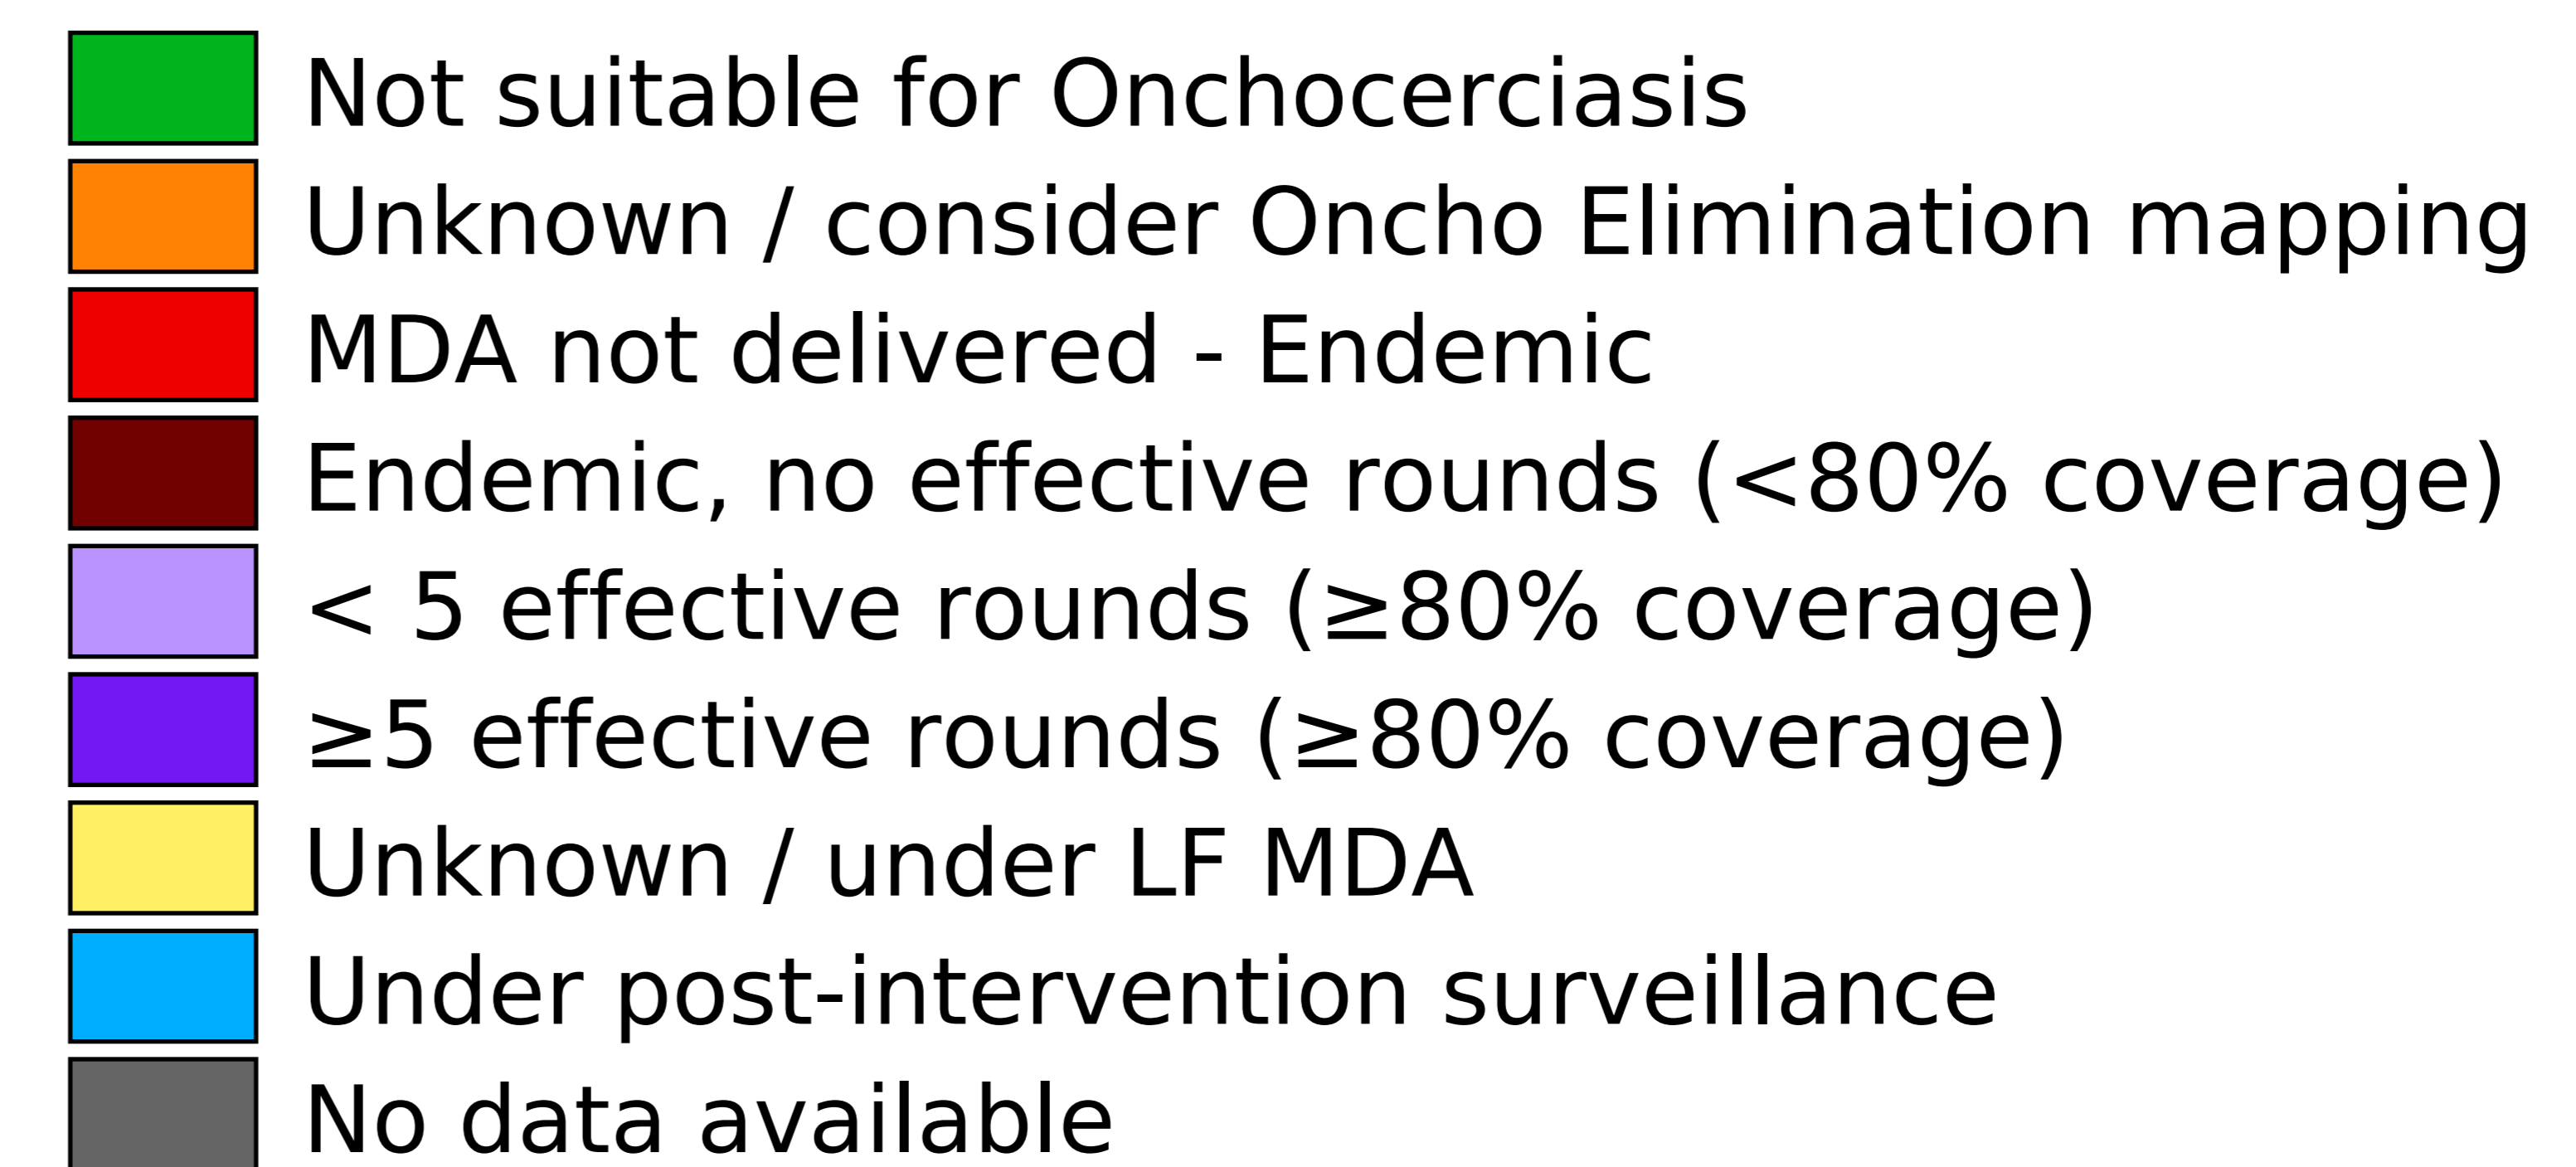 Not suitable for Onchocerciasis
Unknown / consider Oncho Elimination mapping
MDA not delivered - Endemic
Endemic, no effective rounds (<80% coverage)
< 5 effective rounds (≥80% coverage)
≥5 effective rounds (≥80% coverage)
Unknown / under LF MDA
Under post-intervention surveillance
No data available